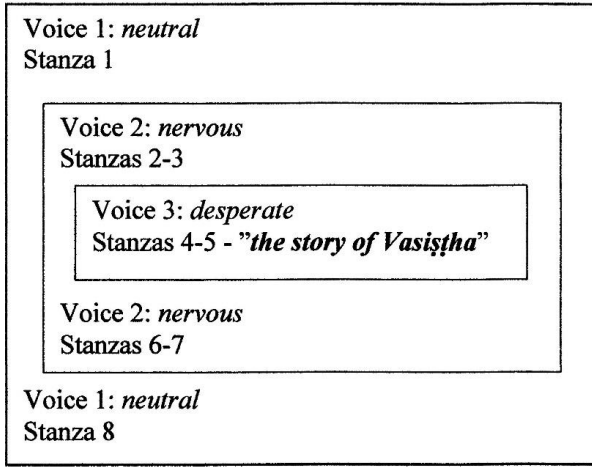 Voice 1: neutral
Stanza 1
Voice 2: nervous
Stanzas 2-3
Voice 3: desperate
Stanzas 4-5 - ”the story of Vasiṣṭha”
Voice 2: nervous
Stanzas 6-7
Voice 1: neutral
Stanza 8